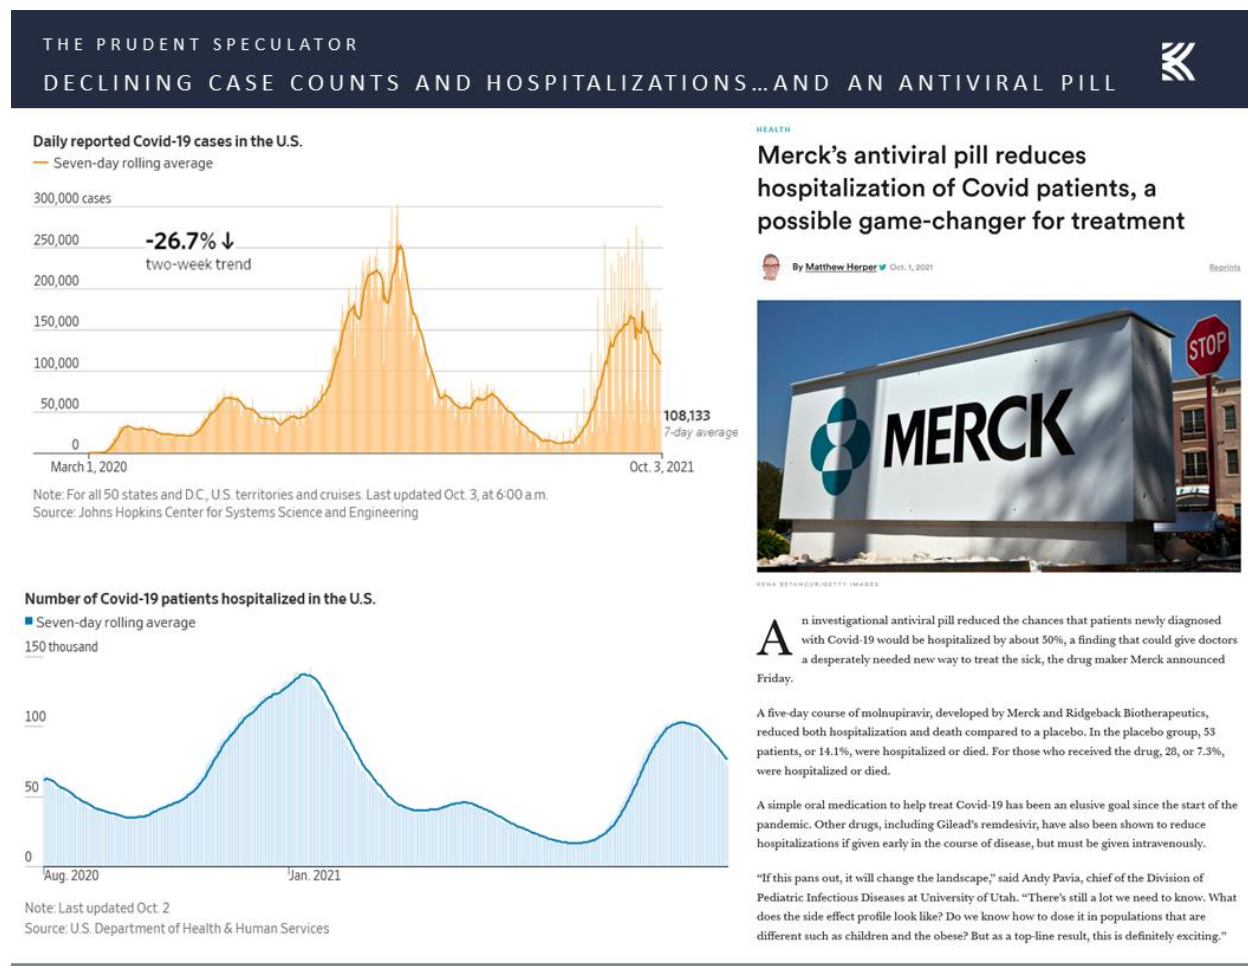 THE PRUDENT SPECULATOR
DECLINING CASE COUNTS AND HOSPITALIZATIONS...AND AN ANTIVIRAL PILL
Daily reported Covid-19 cases in the U.S.
Seven-day rolling average
300,000 cases
250,000
200,000
150,000
100,000
50,000
0
-26.7% ↓
two-week trend
108,133
7-day average
March 1, 2020
Oct. 3, 2021
Note: For all 50 states and D.C., U.S. territories and cruises. Last updated Oct. 3, at 6:00 a.m.
Source: Johns Hopkins Center for Systems Science and Engineering
Number of Covid-19 patients hospitalized in the U.S.
Seven-day rolling average
150 thousand
100
50
0
Aug. 2020
Jan. 2021
Note: Last updated Oct. 2
Source: U.S. Department of Health & Human Services
HEALTH
Merck's antiviral pill reduces
hospitalization of Covid patients, a
possible game-changer for treatment
By Matthew Herper Oct. 1, 2021
Reprints
MERCK
STOP
KENA BETANCUR/GETTY IMAGES
An investigational antiviral pill reduced the chances that patients newly diagnosed
with Covid-19 would be hospitalized by about 50%, a finding that could give doctors
a desperately needed new way to treat the sick, the drug maker Merck announced
Friday.
A five-day course of molnupiravir, developed by Merck and Ridgeback Biotherapeutics,
reduced both hospitalization and death compared to a placebo. In the placebo group, 53
patients, or 14.1%, were hospitalized or died. For those who received the drug, 28, or 7.3%,
were hospitalized or died.
A simple oral medication to help treat Covid-19 has been an elusive goal since the start of the
pandemic. Other drugs, including Gilead's remdesivir, have also been shown to reduce
hospitalizations if given early in the course of disease, but must be given intravenously.
"If this pans out, it will change the landscape," said Andy Pavia, chief of the Division of
Pediatric Infectious Diseases at University of Utah. "There's still a lot we need to know. What
does the side effect profile look like? Do we know how to dose it in populations that are
different such as children and the obese? But as a top-line result, this is definitely exciting."